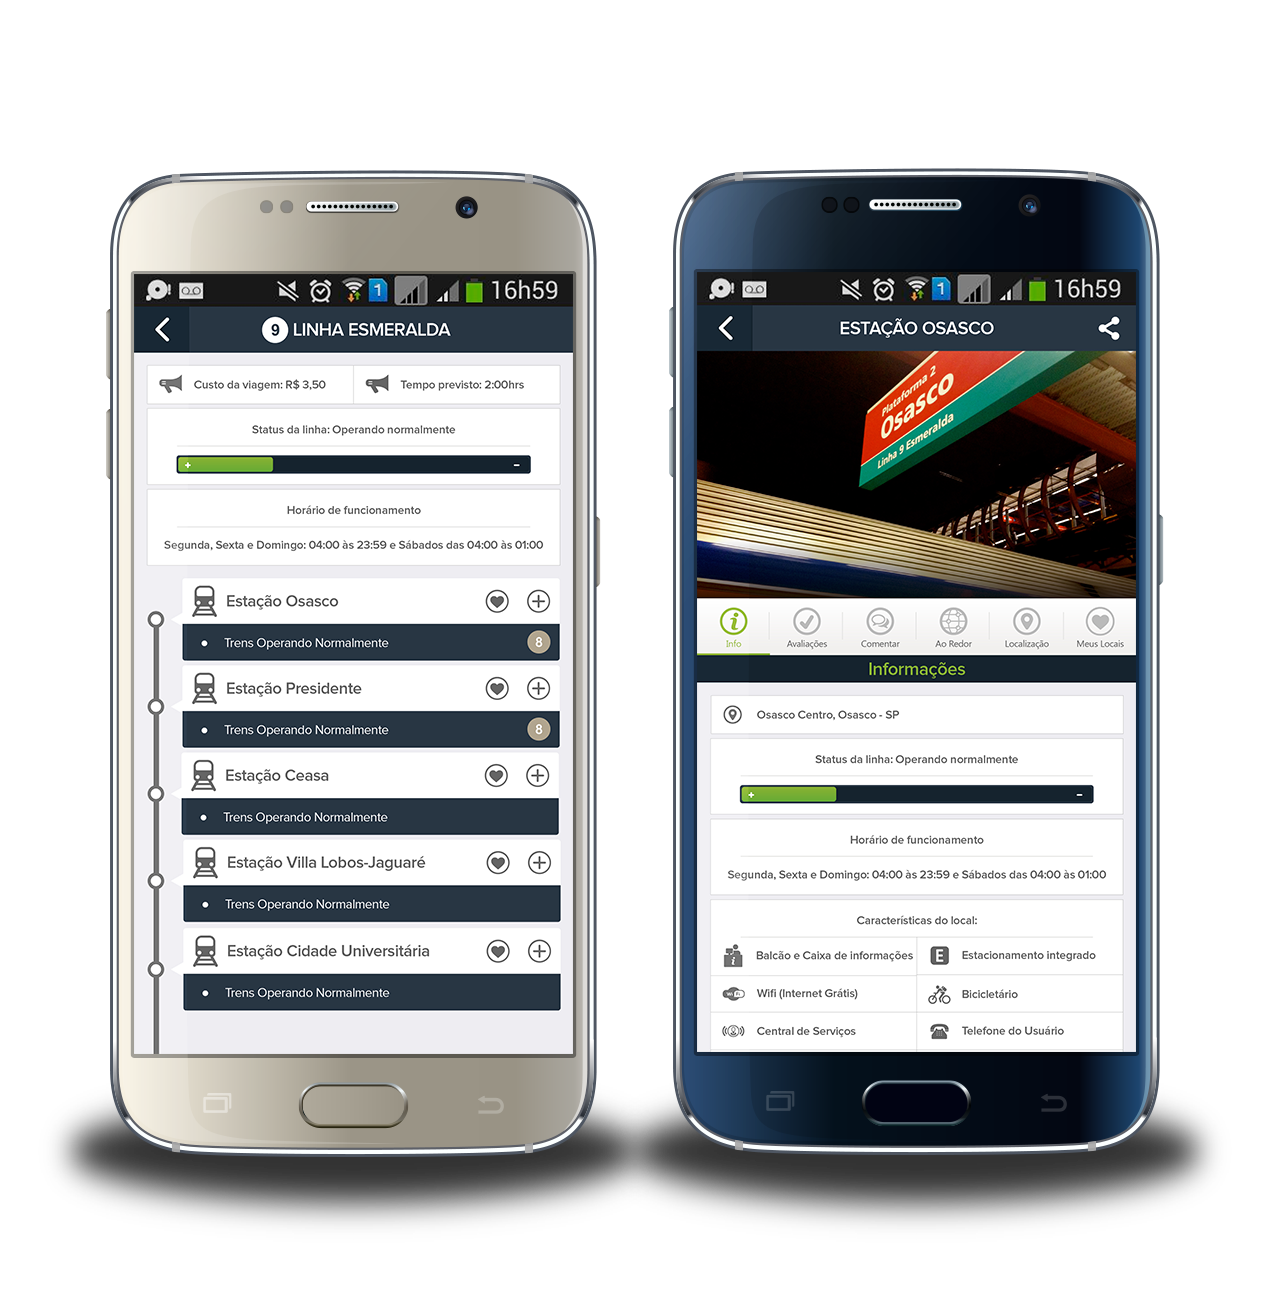 1
16h59
9 LINHA ESMERALDA
Custo da viagem: R$ 3,50
Tempo previsto: 2:00hrs
Status da linha: Operando normalmente
+ -
Horário de funcionamento
Segunda, Sexta e Domingo: 04:00 às 23:59 e Sábados das 04:00 às 01:00
Estação Osasco
Trens Operando Normalmente
8
Estação Presidente
Trens Operando Normalmente
8
Estação Ceasa
Trens Operando Normalmente
Estação Villa Lobos-Jaguaré
Trens Operando Normalmente
Estação Cidade Universitária
Trens Operando Normalmente
1
16h59
ESTAÇÃO OSASCO
Plataforma 2
Osasco
Linha 9 Esmeralda
Info
Avaliações
Comentar
Ao Redor
Localização
Meus Locais
Informações
Osasco Centro, Osasco - SP
Status da linha: Operando normalmente
+ -
Horário de funcionamento
Segunda, Sexta e Domingo: 04:00 às 23:59 e Sábados das 04:00 às 01:00
Características do local:
Balcão e Caixa de informações
E
Estacionamento integrado
Wi Fi
Wifi (Internet Grátis)
Bicicletário
Central de Serviços
Telefone do Usuário